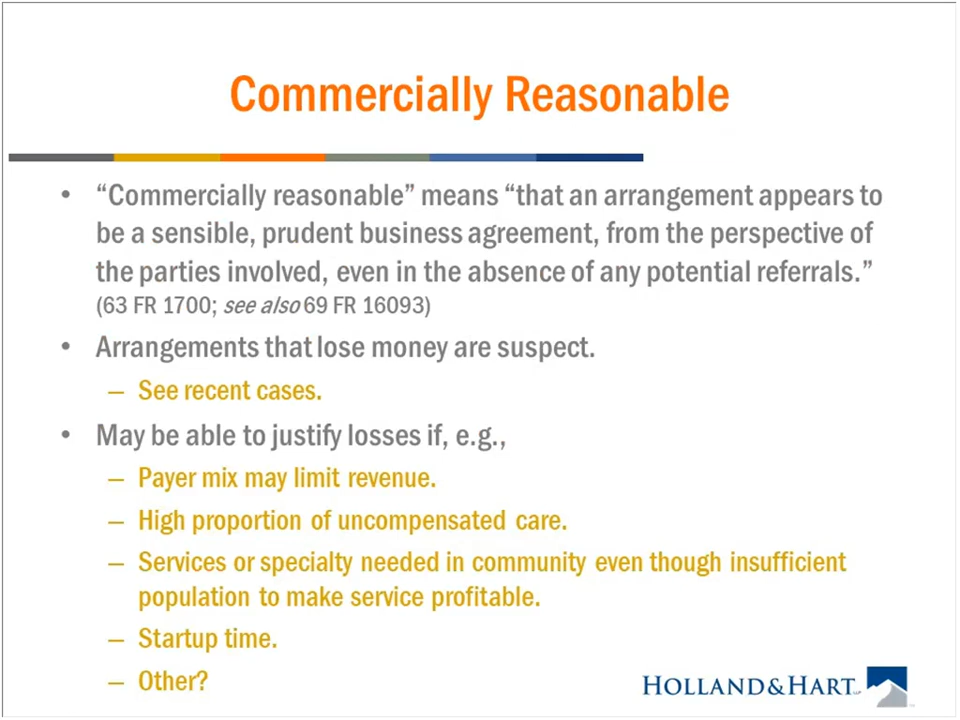 Commercially Reasonable
• “Commercially reasonable” means “that an arrangement appears to
be a sensible, prudent business agreement, from the perspective of
the parties involved, even in the absence of any potential referrals.”
(63 FR 1700; see also 69 FR 16093)
• Arrangements that lose money are suspect.
– See recent cases.
• May be able to justify losses if, e.g.,
– Payer mix may limit revenue.
– High proportion of uncompensated care.
– Services or specialty needed in community even though insufficient
population to make service profitable.
– Startup time.
– Other?
HOLLAND&HART LLP